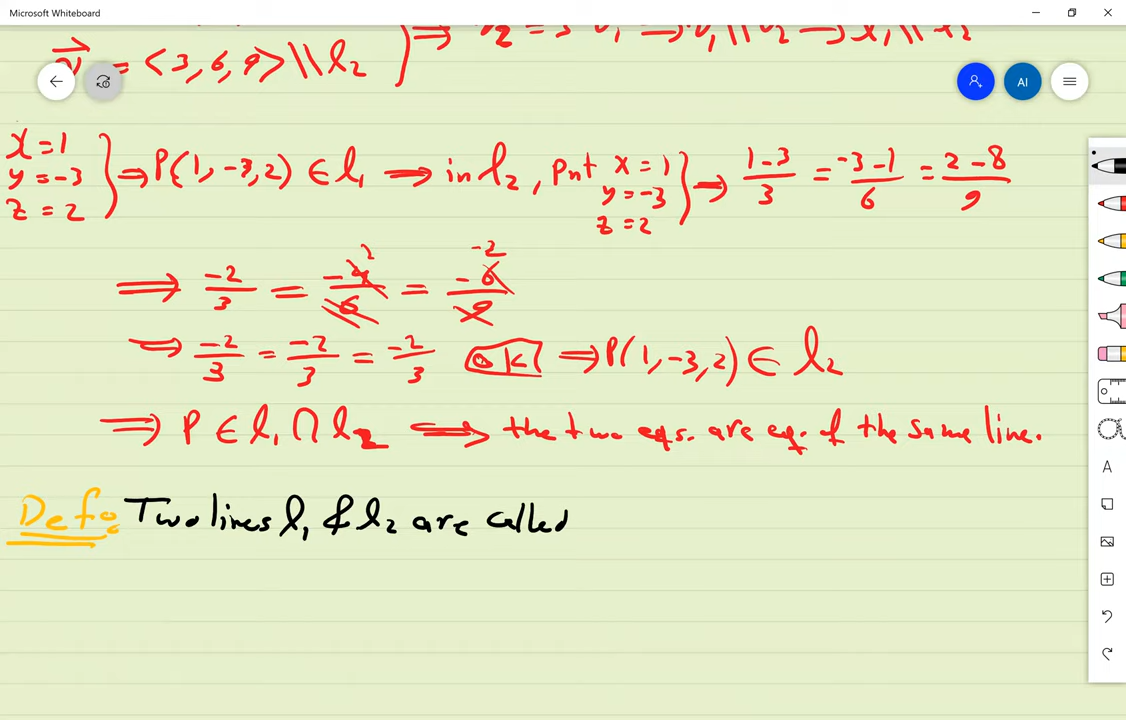 Microsoft Whiteboard
= <3, 6, 9> \\ l₂
x = 1
y = -3
z = 2
⇒ P(1, -3, 2) ∈ l₁ → in l₂, Put x = 1
y = -3
z = 2
→ (1-3)/3 = (-3-1)/6 = (2-8)/9
⇒ -2/3 = -4/6 = -6/9
2
-2
⇒ -2/3 = -2/3 = -2/3 OK ⇒ P(1, -3, 2) ∈ l₂
⇒ P ∈ l₁ ∩ l₂ ⟺ the two eqs. are eq. of the same line.
Def: Two lines l₁ & l₂ are called
AI
A